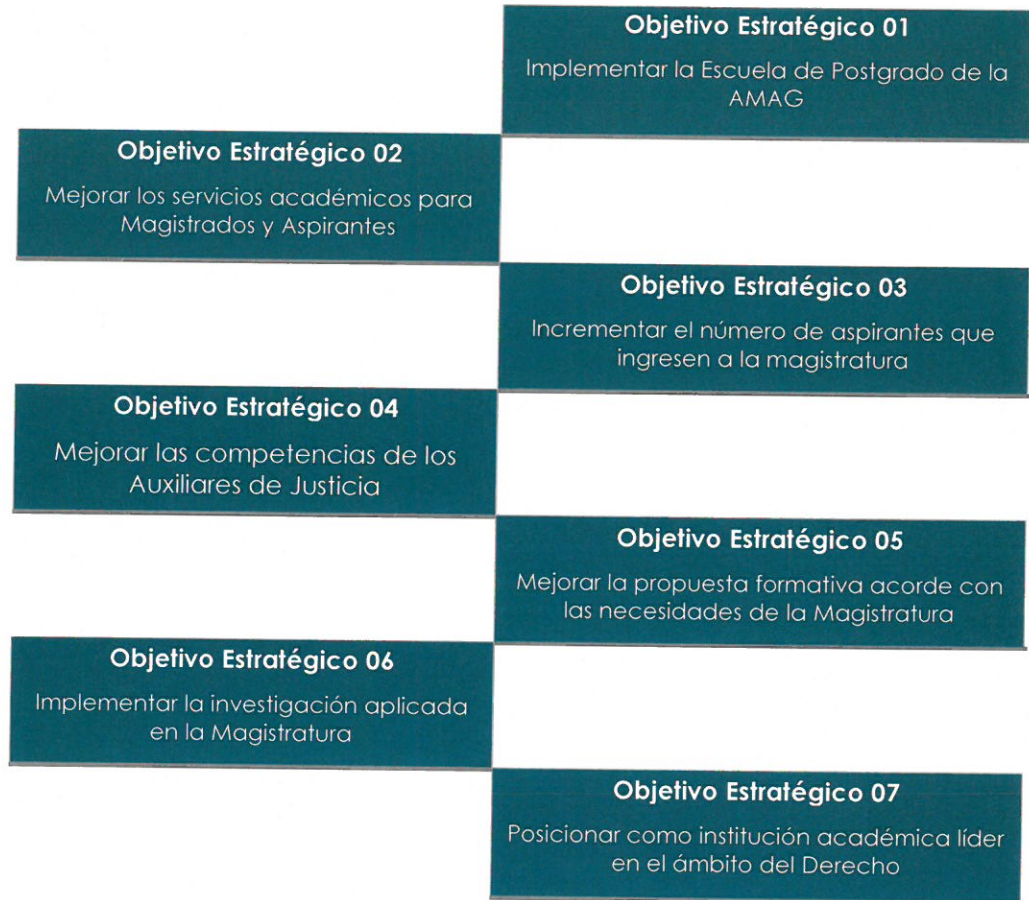 Objetivo Estratégico 01
Implementar la Escuela de Postgrado de la
AMAG
Objetivo Estratégico 02
Mejorar los servicios académicos para
Magistrados y Aspirantes
Objetivo Estratégico 03
Incrementar el número de aspirantes que
ingresen a la magistratura
Objetivo Estratégico 04
Mejorar las competencias de los
Auxiliares de Justicia
Objetivo Estratégico 05
Mejorar la propuesta formativa acorde con
las necesidades de la Magistratura
Objetivo Estratégico 06
Implementar la investigación aplicada
en la Magistratura
Objetivo Estratégico 07
Posicionar como institución académica líder
en el ámbito del Derecho